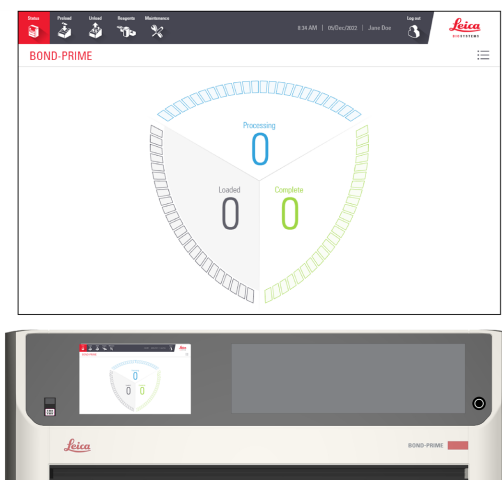 Status Preload Unload Reagents Maintenance
8:34 AM | 05/Dec/2022 | Jane Doe
Log out
Leica
BIOSYSTEMS
BOND-PRIME
Processing
0
Loaded
0
Complete
0
Leica
BOND-PRIME